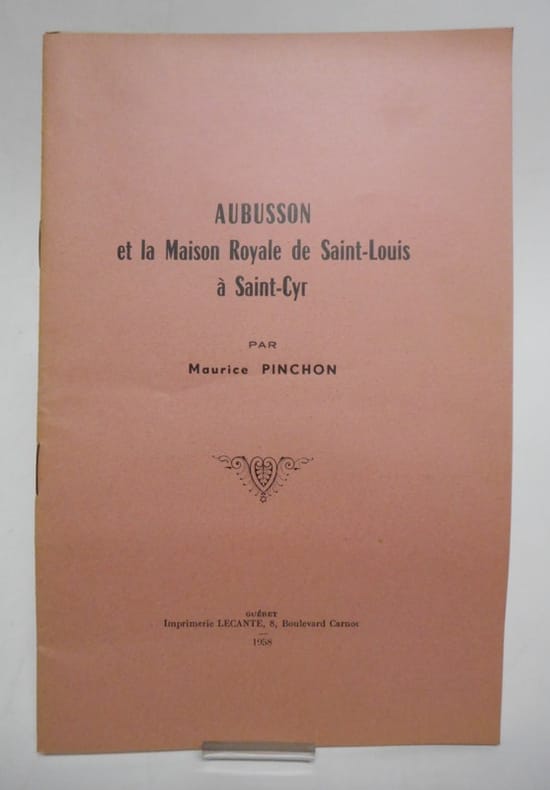 AUBUSSON
et la Maison Royale de Saint-Louis
à Saint-Cyr
PAR
Maurice PINCHON
GUÉRET
Imprimerie LECANTE, 8, Boulevard Carnot
1958